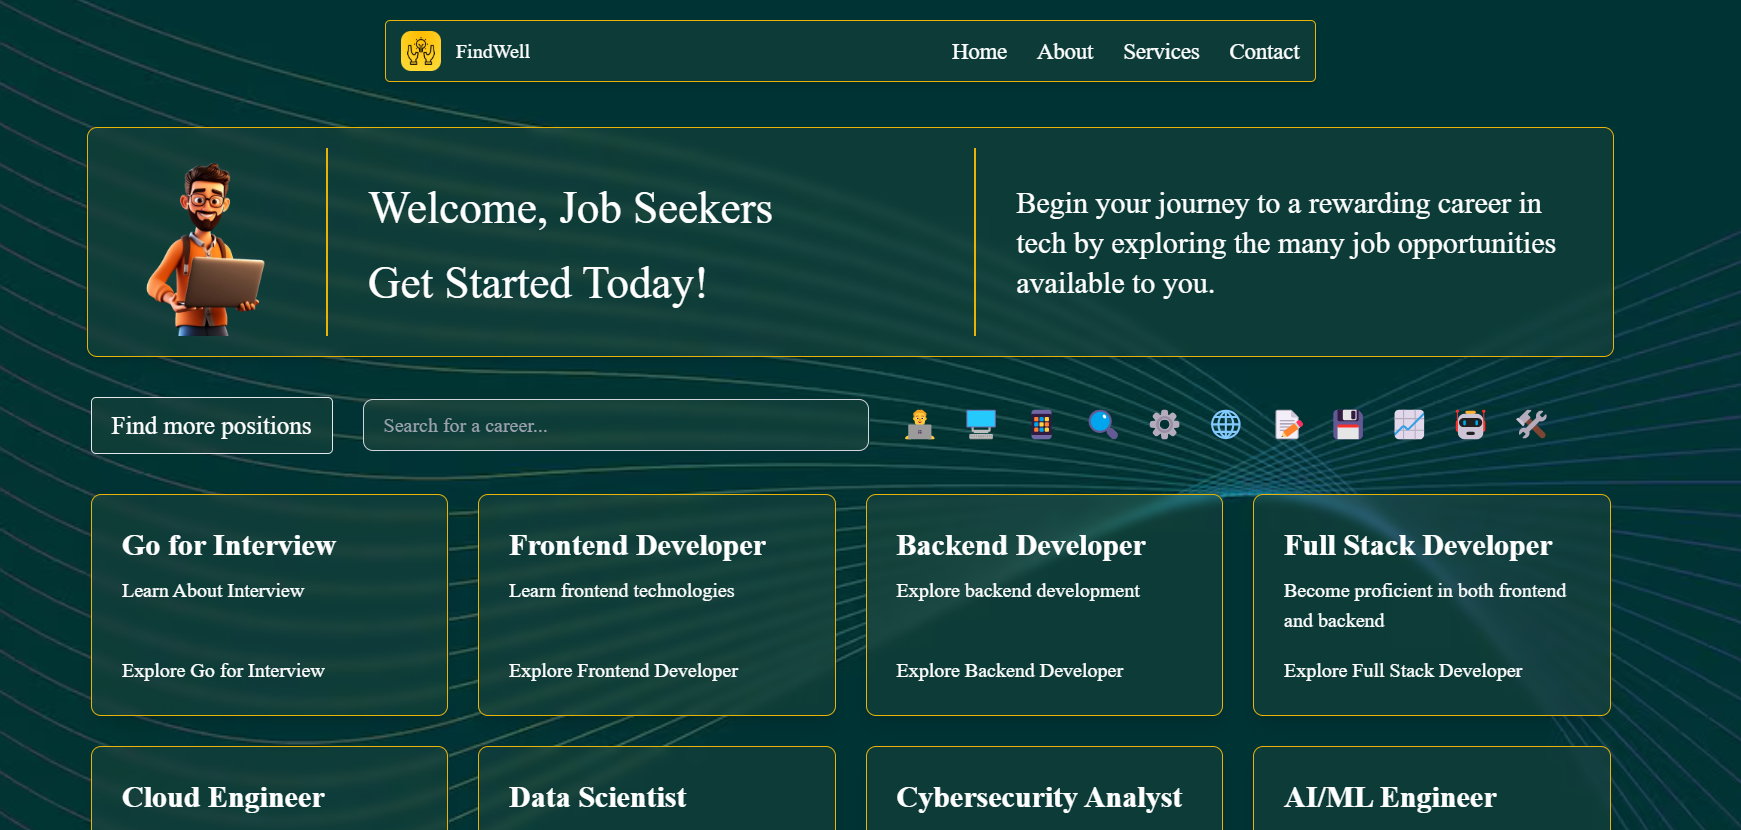 FindWell
Home About Services Contact
Welcome, Job Seekers
Get Started Today!
Begin your journey to a rewarding career in
tech by exploring the many job opportunities
available to you.
Find more positions
Search for a career...
Go for Interview
Learn About Interview
Explore Go for Interview
Frontend Developer
Learn frontend technologies
Explore Frontend Developer
Backend Developer
Explore backend development
Explore Backend Developer
Full Stack Developer
Become proficient in both frontend
and backend
Explore Full Stack Developer
Cloud Engineer
Data Scientist
Cybersecurity Analyst
AI/ML Engineer